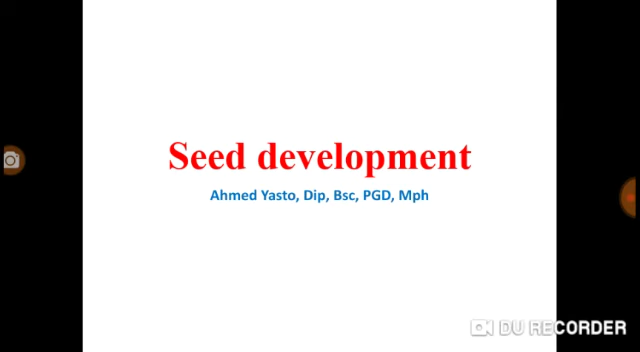 Seed development
Ahmed Yasto, Dip, Bsc, PGD, Mph
DU RECORDER